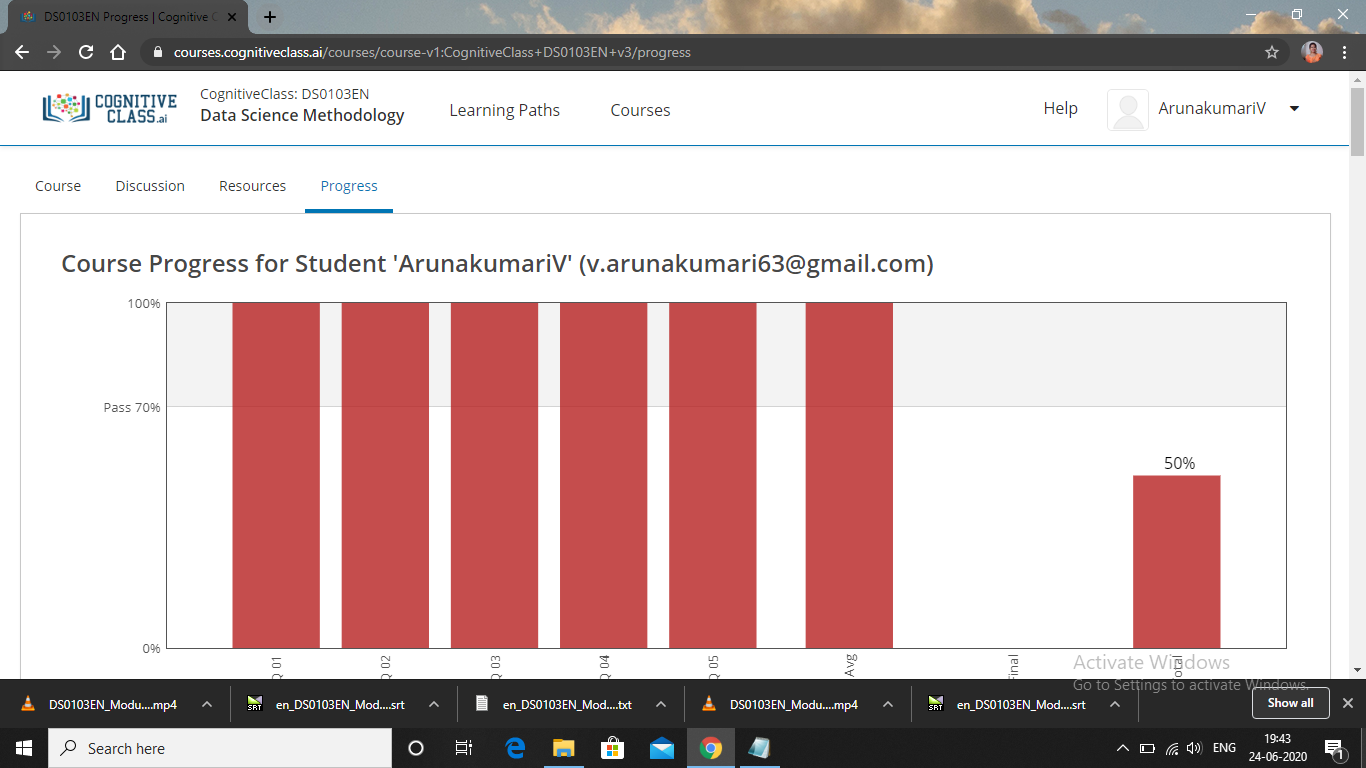 DS0103EN Progress | Cognitive C
courses.cognitiveclass.ai/courses/course-v1:CognitiveClass+DS0103EN+v3/progress
COGNITIVE
CLASS.ai
CognitiveClass: DS0103EN
Data Science Methodology
Learning Paths
Courses
Help
ArunakumariV
Course
Discussion
Resources
Progress
Course Progress for Student 'ArunakumariV' (v.arunakumari63@gmail.com)
100%
Pass 70%
0%
50%
Q 01
Q 02
Q 03
Q 04
Q 05
Avg
Final
otal
Activate Windows
Go to Settings to activate Windows.
DS0103EN_Modu....mp4
en_DS0103EN_Mod....srt
en_DS0103EN_Mod....txt
DS0103EN_Modu....mp4
en_DS0103EN_Mod....srt
Show all
Search here
ENG
19:43
24-06-2020
1